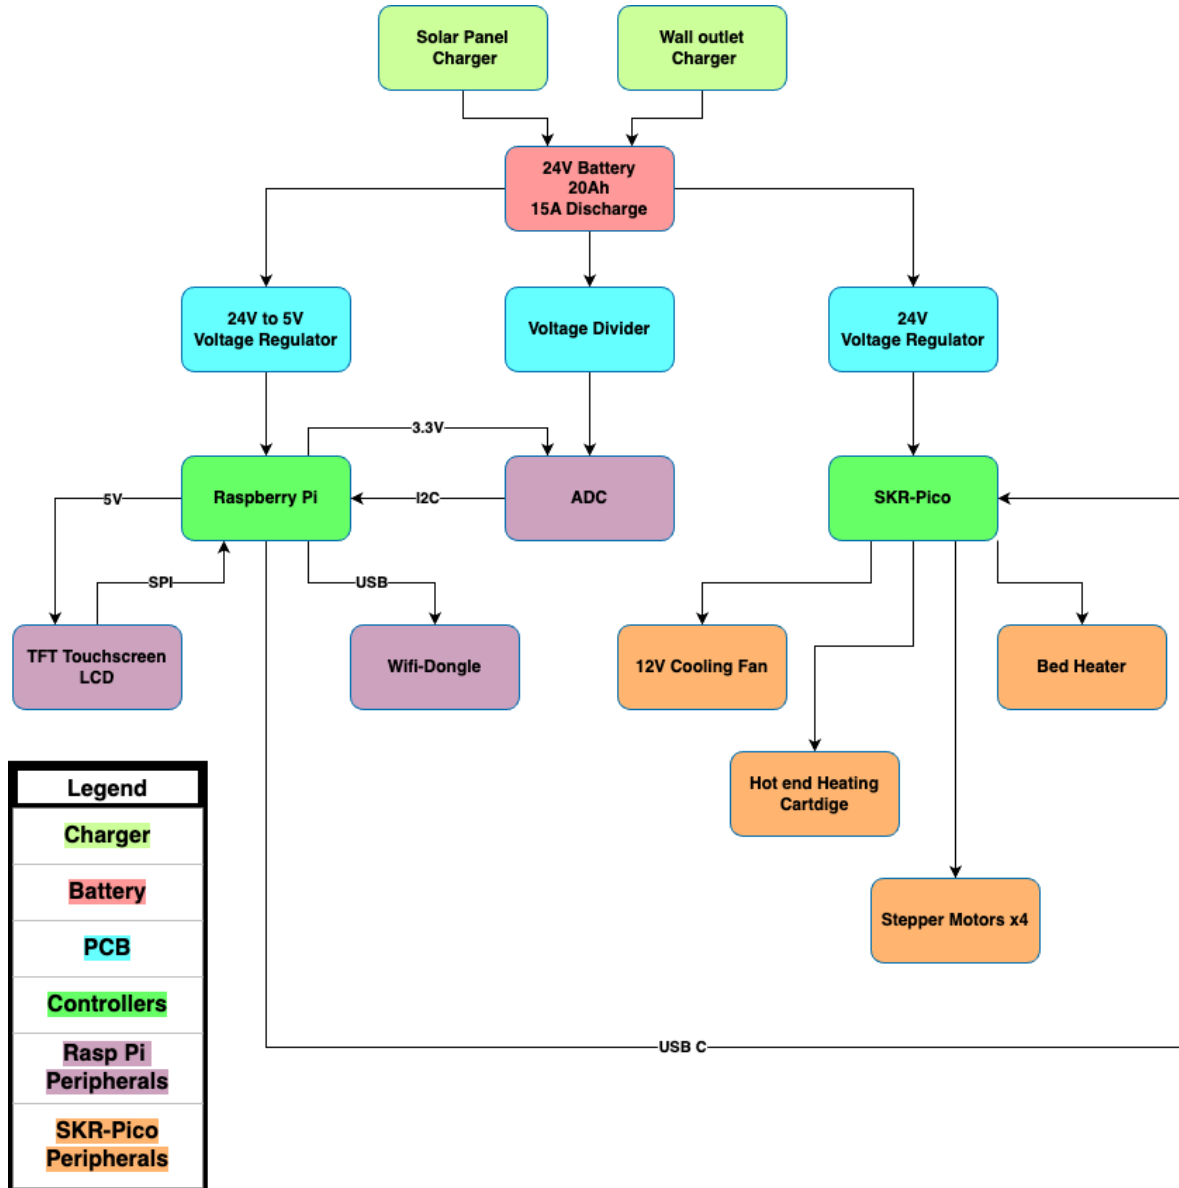 Solar Panel
Charger
Wall outlet
Charger
24V Battery
20Ah
15A Discharge
24V to 5V
Voltage Regulator
Voltage Divider
24V
Voltage Regulator
3.3V
Raspberry Pi
I2C
ADC
SKR-Pico
5V
SPI
USB
TFT Touchscreen
LCD
Wifi-Dongle
12V Cooling Fan
Bed Heater
Hot end Heating
Cartdige
Stepper Motors x4
USB C
Legend
Charger
Battery
PCB
Controllers
Rasp Pi
Peripherals
SKR-Pico
Peripherals